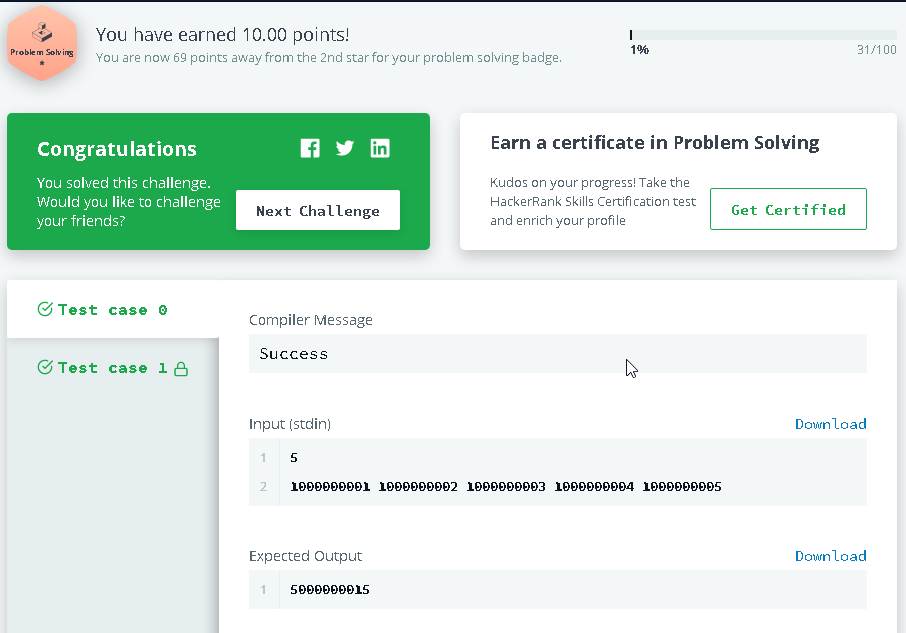 Problem Solving
You have earned 10.00 points!
You are now 69 points away from the 2nd star for your problem solving badge.
1%
31/100
Congratulations
You solved this challenge.
Would you like to challenge
your friends?
Next Challenge
Earn a certificate in Problem Solving
Kudos on your progress! Take the
HackerRank Skills Certification test
and enrich your profile
Get Certified
Test case 0
Test case 1
Compiler Message
Success
Input (stdin)
Download
1 5
2 1000000001 1000000002 1000000003 1000000004 1000000005
Expected Output
Download
1 5000000015